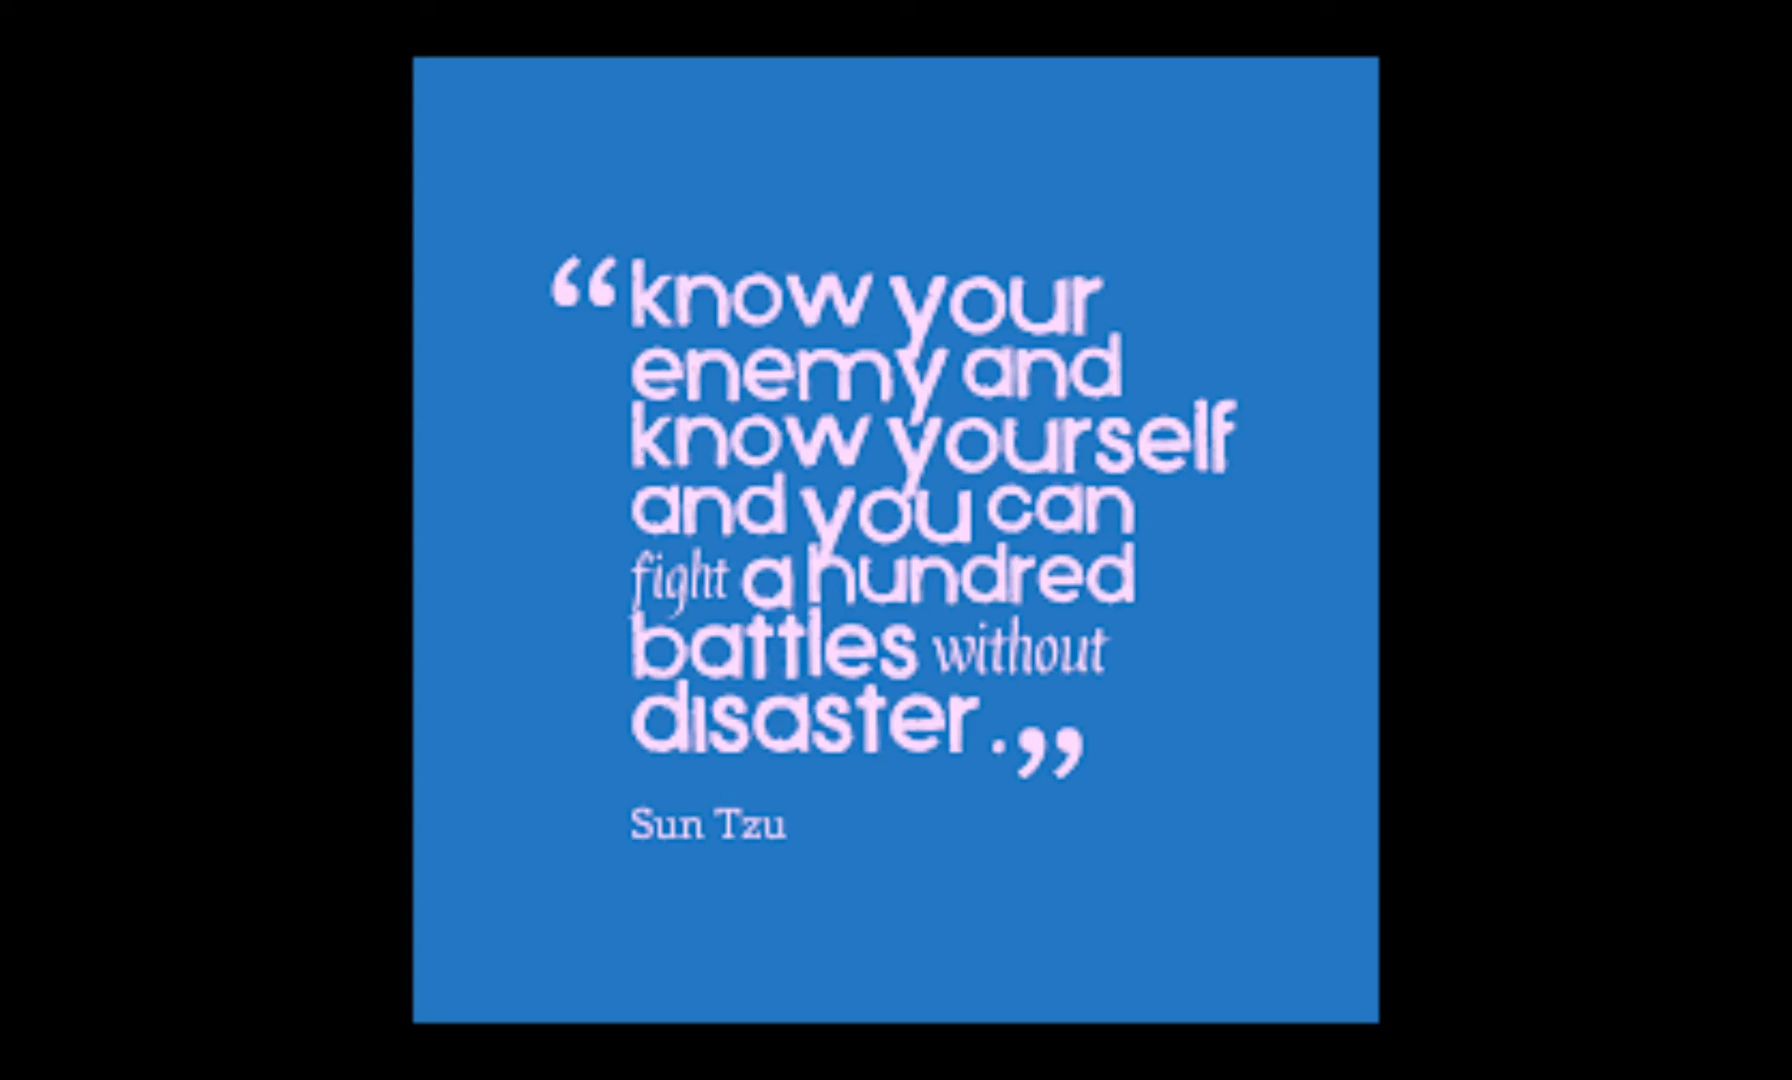 “know your
enemy and
know yourself
and you can
fight a hundred
battles without
disaster.”
Sun Tzu